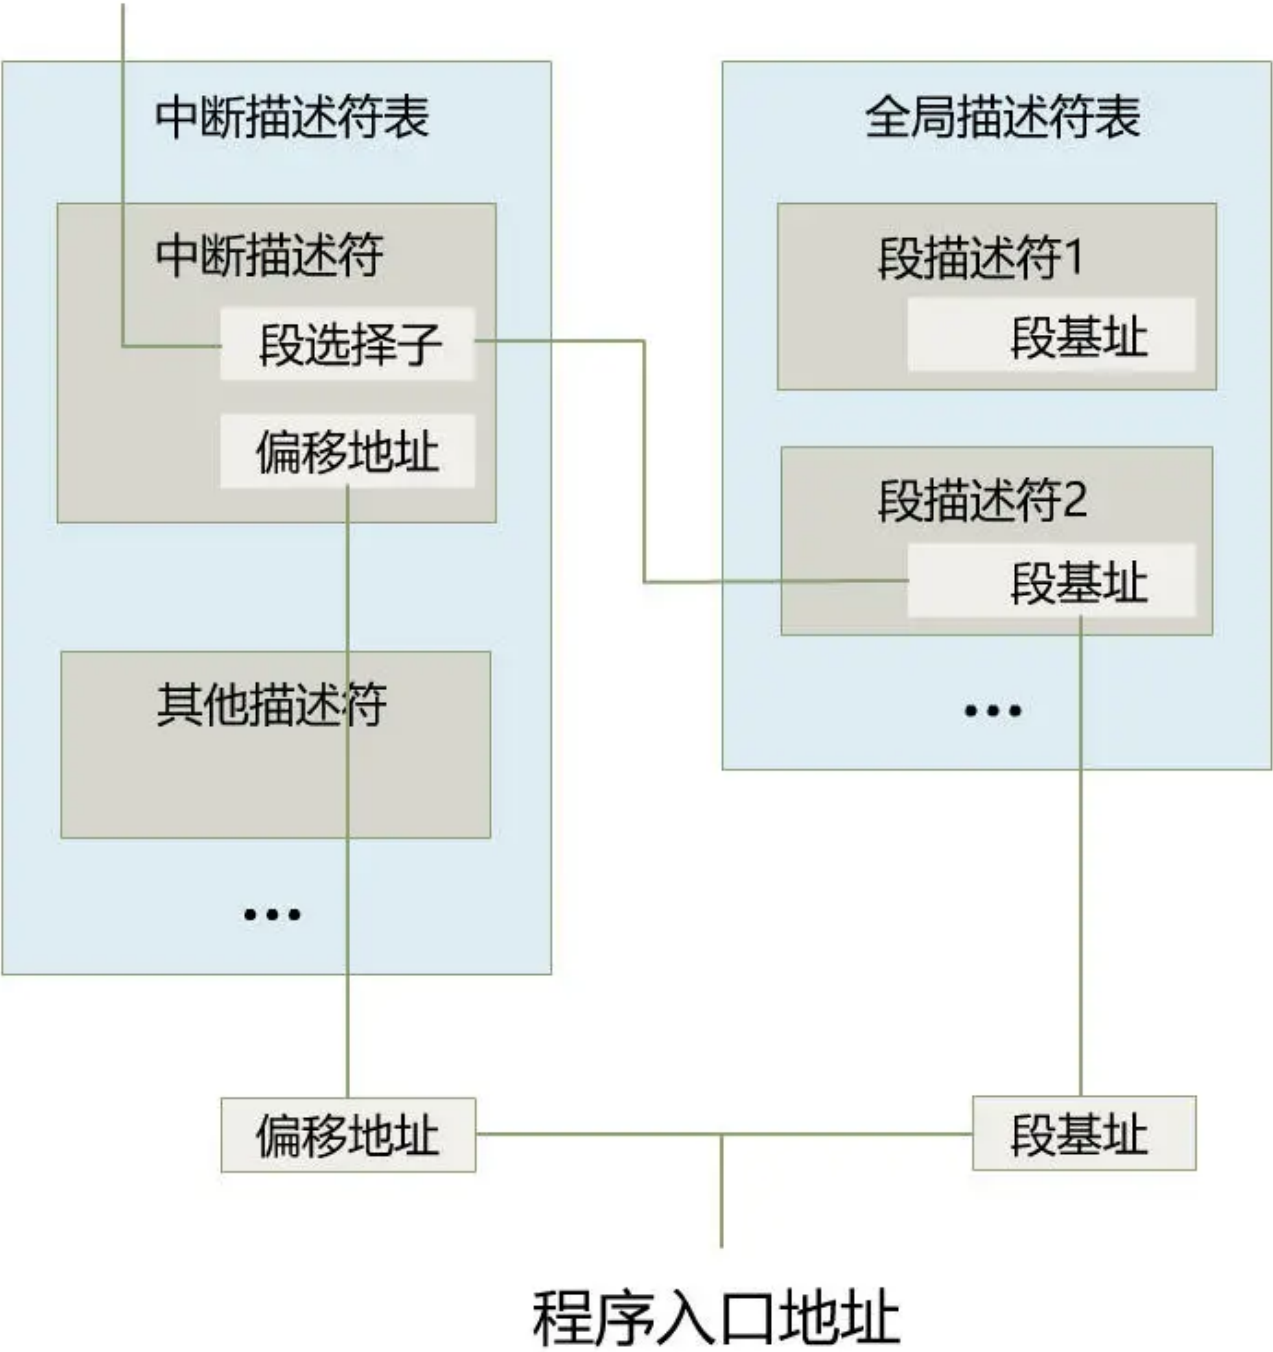 中断描述符表
中断描述符
段选择子
偏移地址
其他描述符
...
全局描述符表
段描述符1
段基址
段描述符2
段基址
...
偏移地址
段基址
程序入口地址